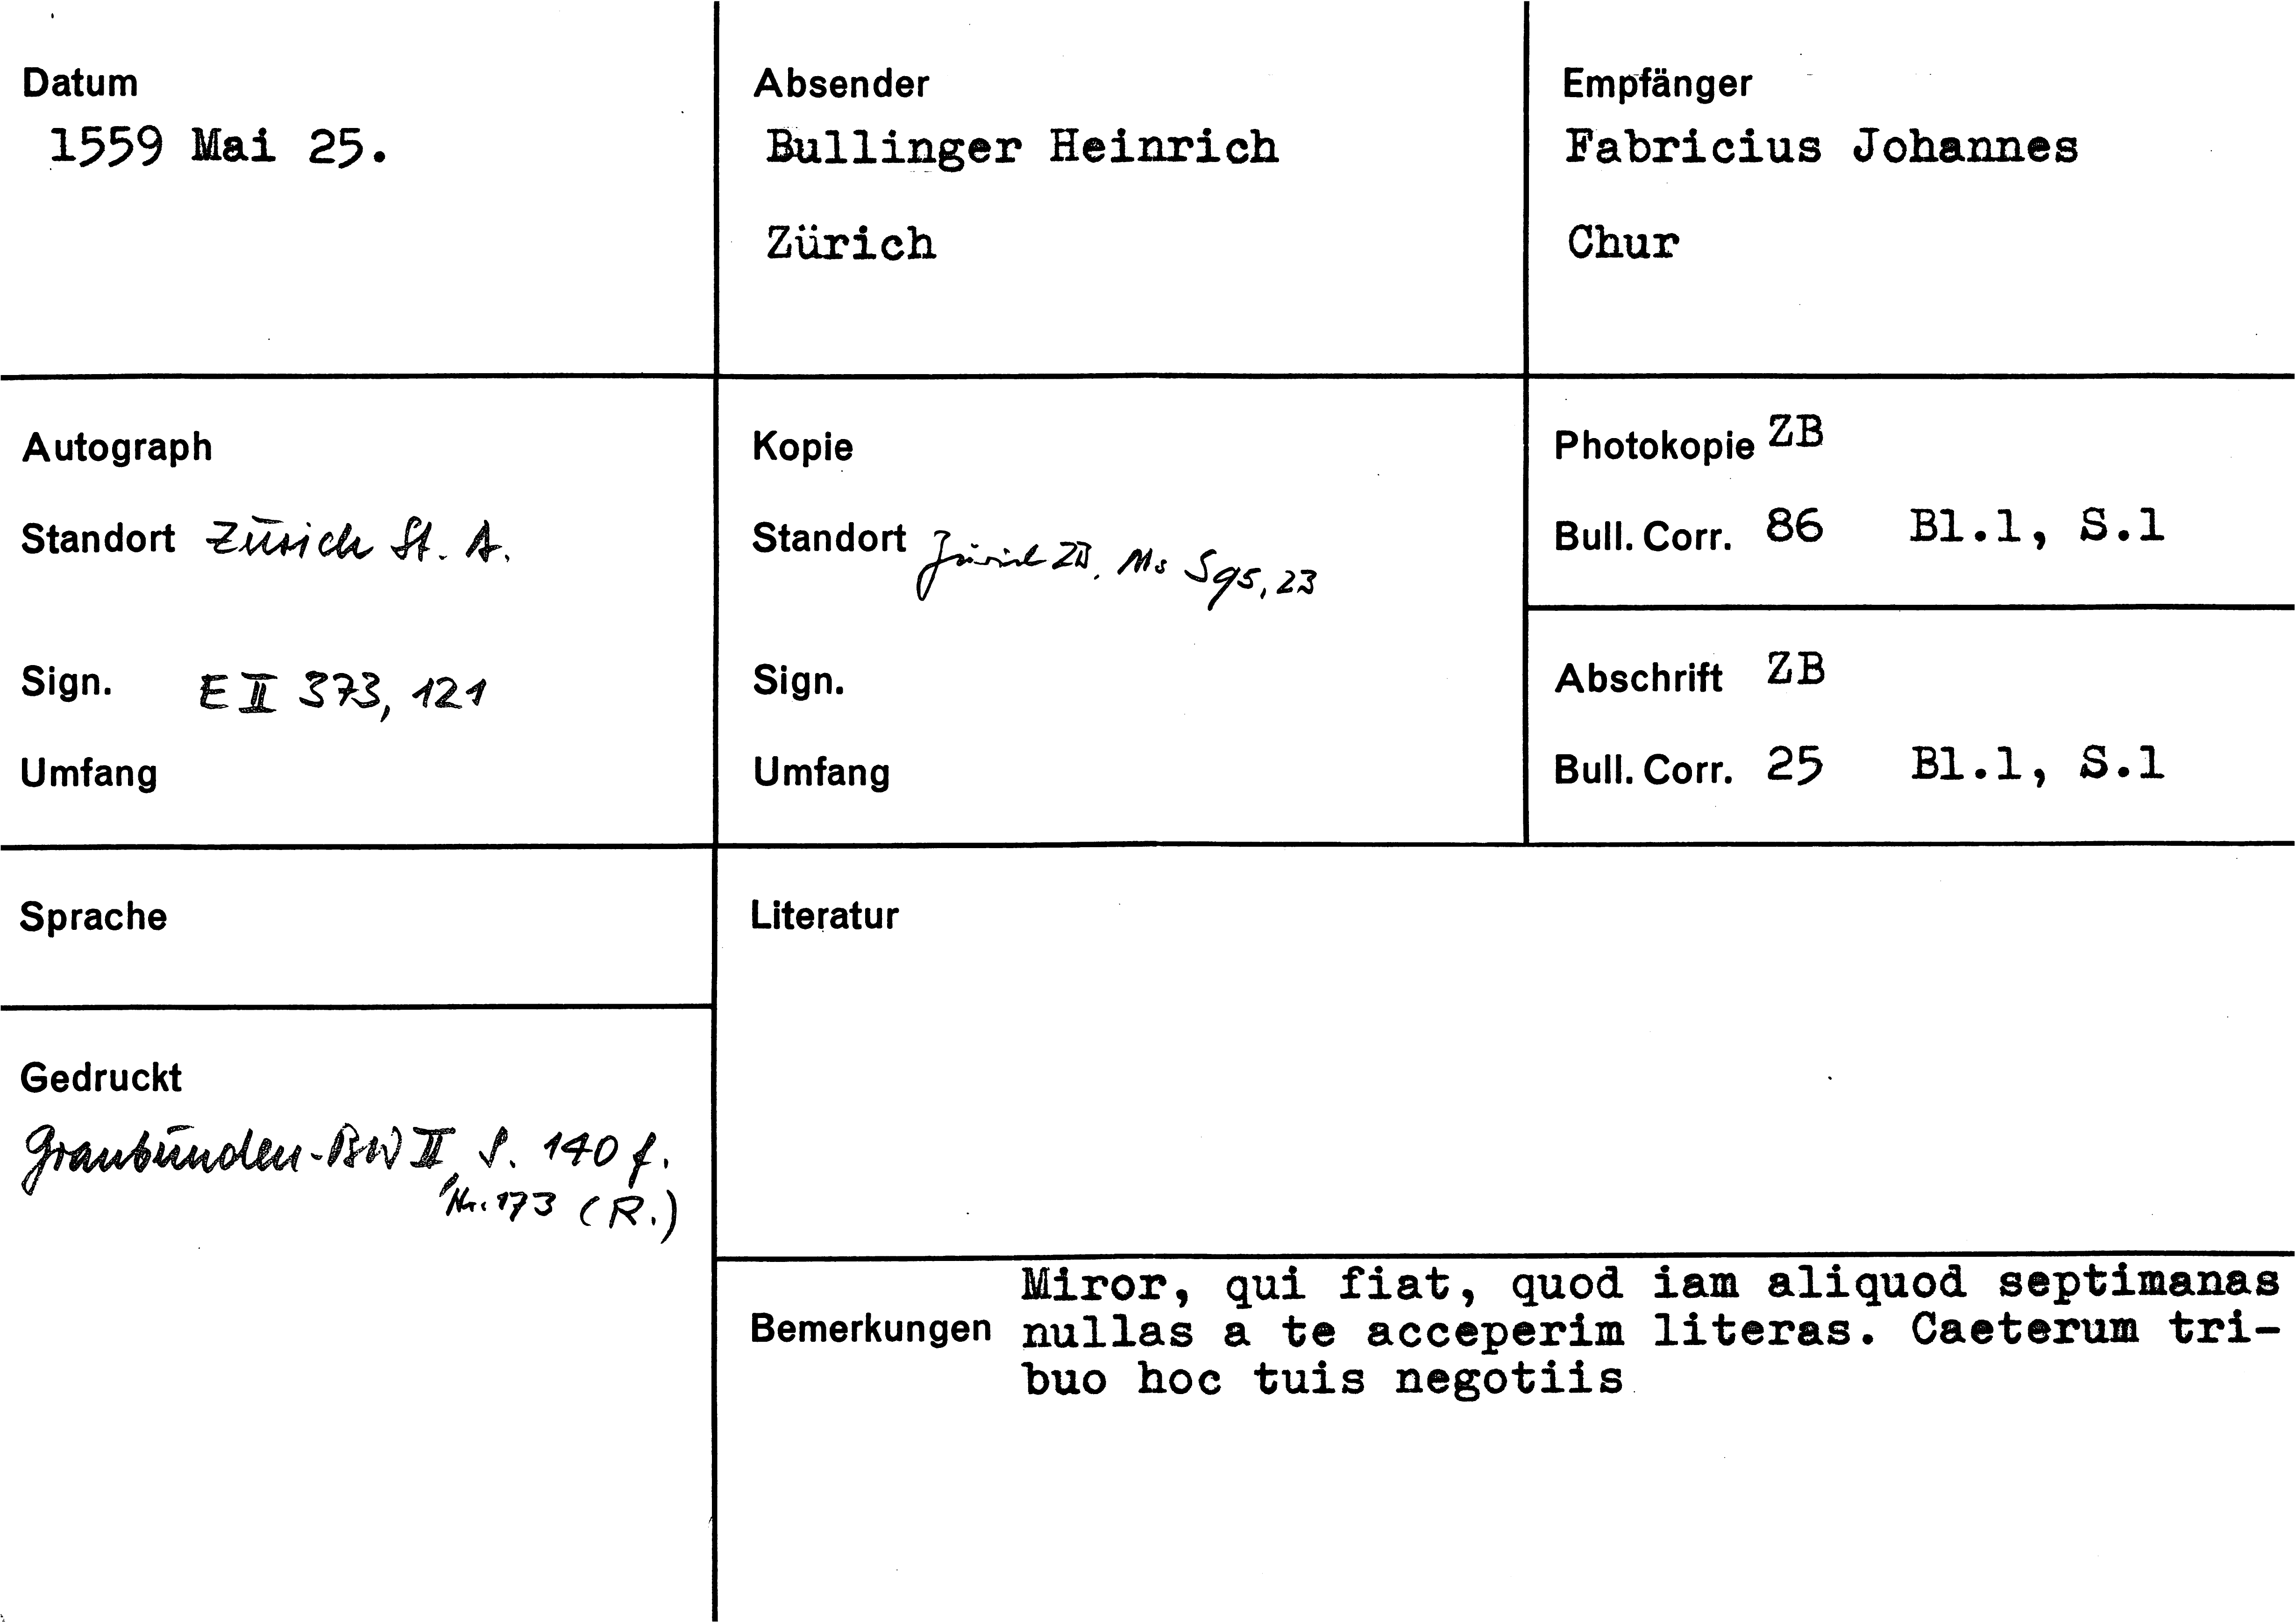 Datum
1559 Mai 25.
Absender
Bullinger Heinrich
Zürich
Empfänger
Fabricius Johannes
Chur
Autograph
Standort Zürich St. A.
Sign. E II 373, 121
Umfang
Kopie
Standort Zürich ZB, Ms S 95, 23
Sign.
Umfang
Photokopie ZB
Bull. Corr. 86 Bl.1, S.1
Abschrift ZB
Bull. Corr. 25 Bl.1, S.1
Sprache
Gedruckt
Graubünden-BW II, S. 140 f.
Nr. 173 (R.)
Literatur
Bemerkungen
Miror, qui fiat, quod iam aliquod septimanas
nullas a te acceperim literas. Caeterum tri-
buo hoc tuis negotiis